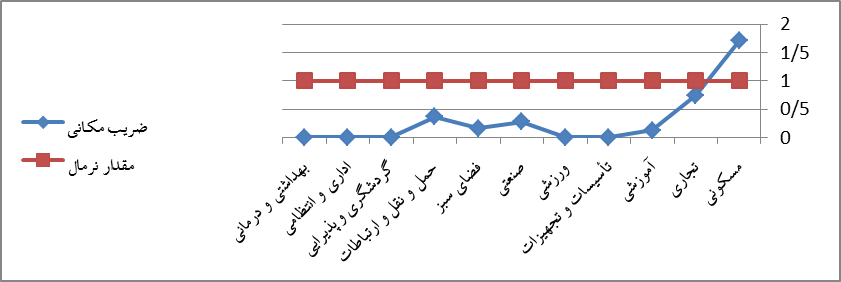 2
1/5
1
0/5
0
مسکونی
تجاری
آموزشی
تأسیسات و تجهیزات
ورزشی
صنعتی
فضای سبز
حمل و نقل و ارتباطات
گردشگری و پذیرایی
اداری و انتظامی
بهداشتی و درمانی
ضریب مکانی
مقدار نرمال